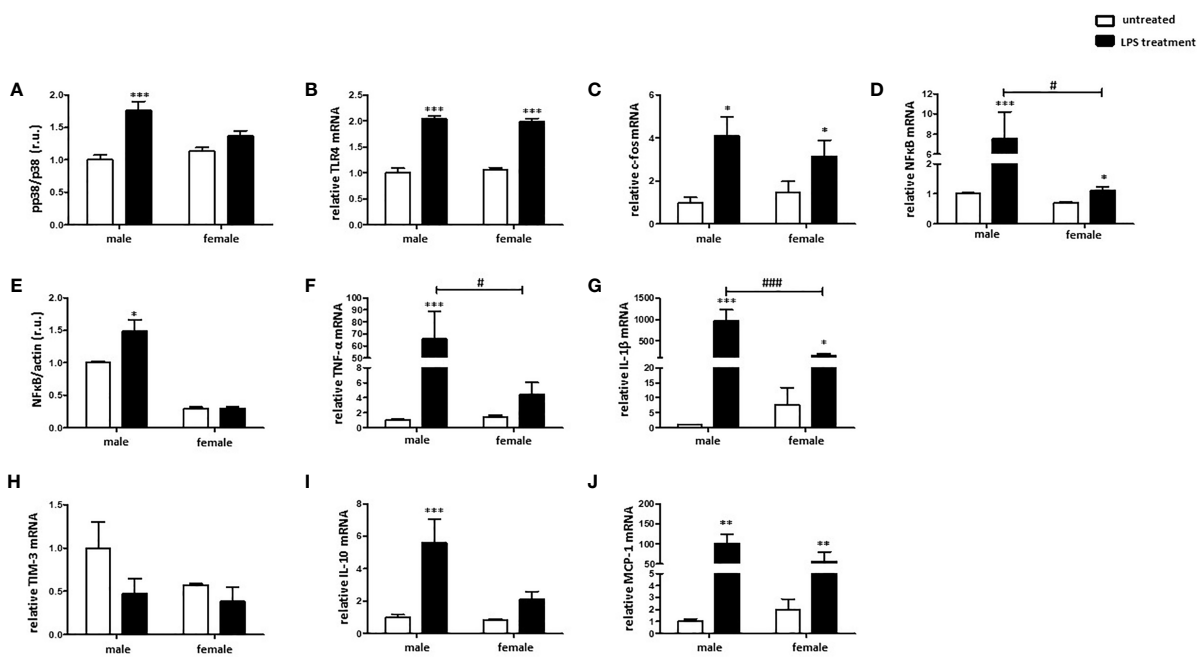 untreated
LPS treatment
A
pp38/p38 (r.u.)
2.0
1.5
1.0
0.5
0.0
***
male
female
B
relative TLR4 mRNA
2.5
2.0
1.5
1.0
0.5
0.0
***
***
male
female
C
relative c-fosmRNA
6
4
2
0
*
*
male
female
D
relative NFκB mRNA
12
10
8
6
2
1
0
#
***
*
male
female
E
NFκB/actin (r.u.)
2.0
1.5
1.0
0.5
0.0
*
male
female
F
relative TNF-α mRNA
100
90
80
70
60
50
8
6
4
2
0
#
***
male
female
G
relative IL-1β mRNA
1500
1000
500
20
15
10
5
0
###
***
*
male
female
H
relative TIM-3 mRNA
1.5
1.0
0.5
0.0
male
female
I
relative IL-10 mRNA
8
6
4
2
0
***
male
female
J
relative MCP-1 mRNA
200
150
100
50
5
4
3
2
1
0
**
**
male
female